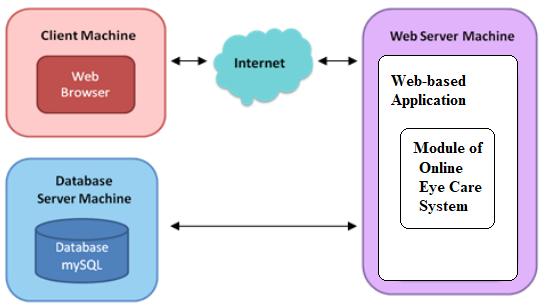 Client Machine
Web
Browser
Internet
Web Server Machine
Web-based
Application
Module of
Online
Eye Care
System
Database
Server Machine
Database
mySQL